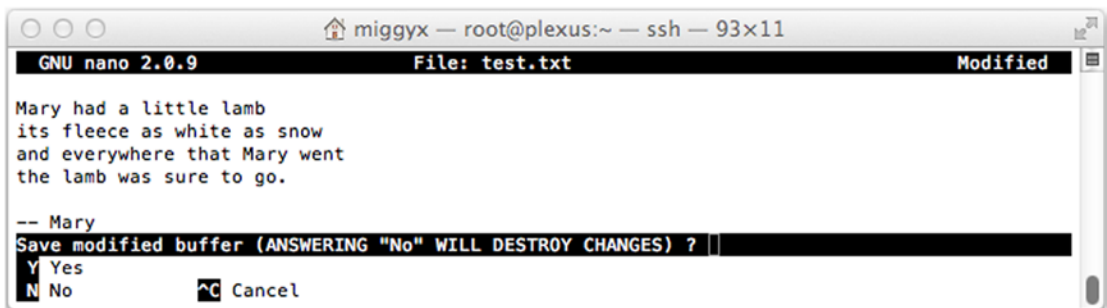 miggyx — root@plexus:~ — ssh — 93×11
GNU nano 2.0.9 File: test.txt Modified
Mary had a little lamb
its fleece as white as snow
and everywhere that Mary went
the lamb was sure to go.
-- Mary
Save modified buffer (ANSWERING "No" WILL DESTROY CHANGES) ?
Y Yes
N No ^C Cancel